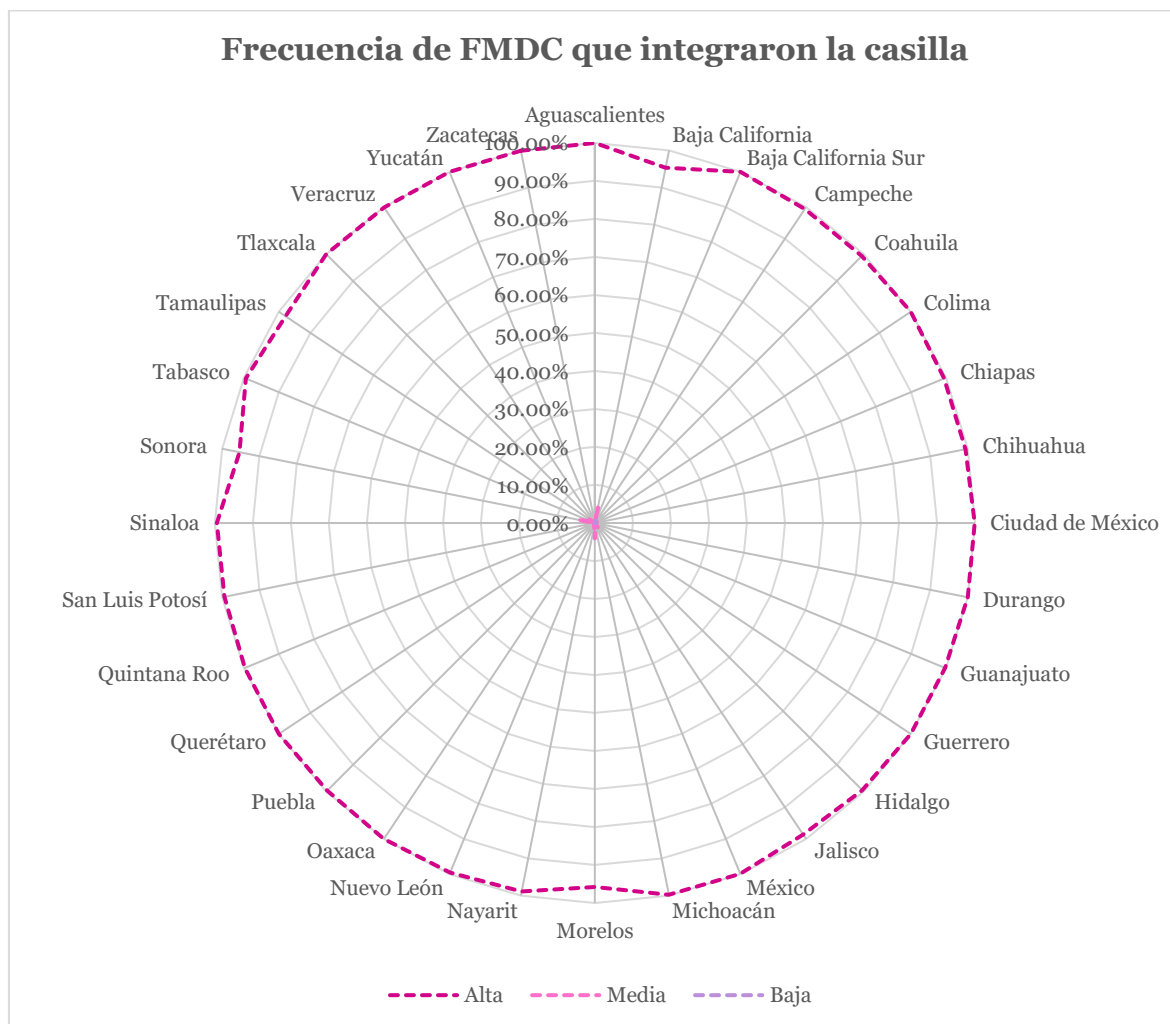 Frecuencia de FMDC que integraron la casilla
Aguascalientes
Baja California
Baja California Sur
Campeche
Coahuila
Colima
Chiapas
Chihuahua
Ciudad de México
Durango
Guanajuato
Guerrero
Hidalgo
Jalisco
México
Michoacán
Morelos
Nayarit
Nuevo León
Oaxaca
Puebla
Querétaro
Quintana Roo
San Luis Potosí
Sinaloa
Sonora
Tabasco
Tamaulipas
Tlaxcala
Veracruz
Yucatán
Zacatecas
100.00%
90.00%
80.00%
70.00%
60.00%
50.00%
40.00%
30.00%
20.00%
10.00%
0.00%
Alta Media Baja